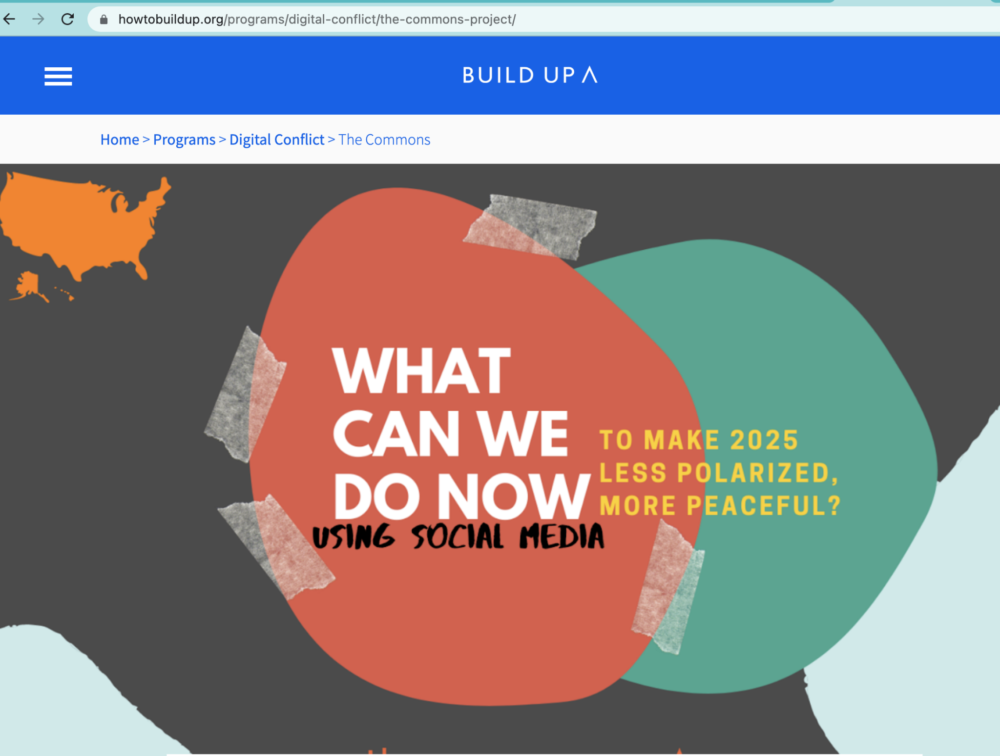 howtobuildup.org/programs/digital-conflict/the-commons-project/
BUILD UP
Home > Programs > Digital Conflict > The Commons
WHAT
CAN WE
DO NOW
USING SOCIAL MEDIA
TO MAKE 2025
LESS POLARIZED,
MORE PEACEFUL?